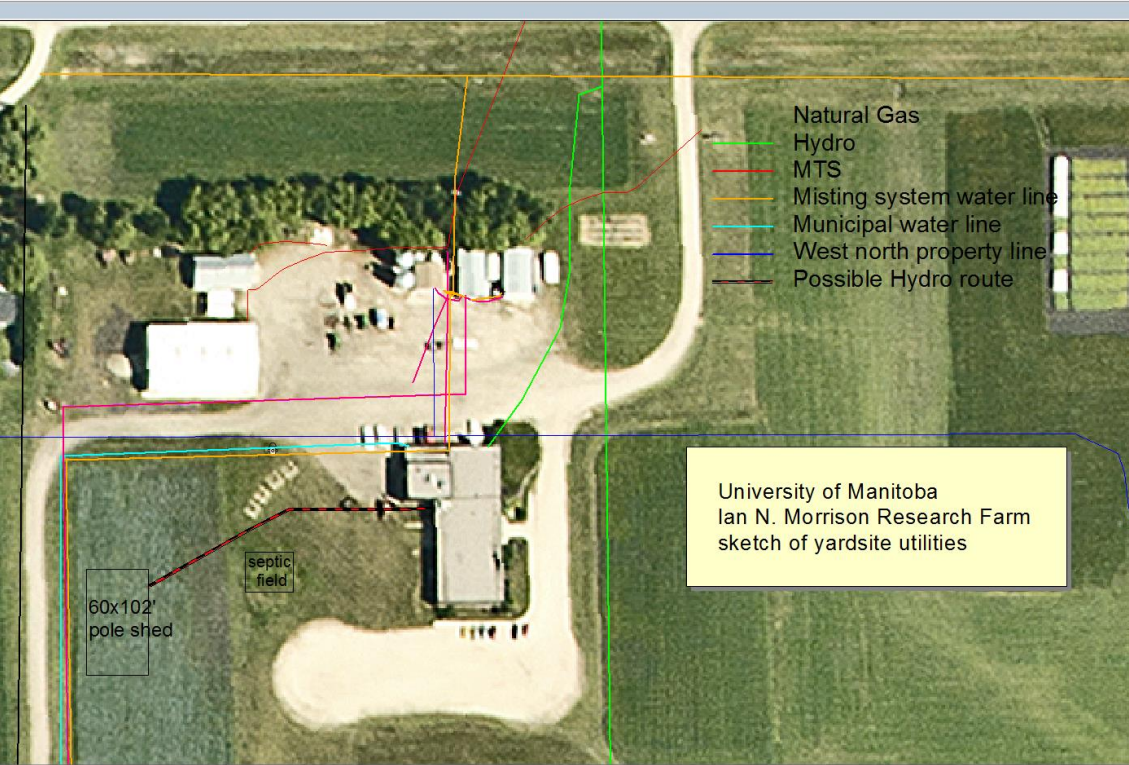 Natural Gas
Hydro
MTS
Misting system water line
Municipal water line
West north property line
Possible Hydro route
University of Manitoba
Ian N. Morrison Research Farm
sketch of yardsite utilities
septic
field
60x102'
pole shed